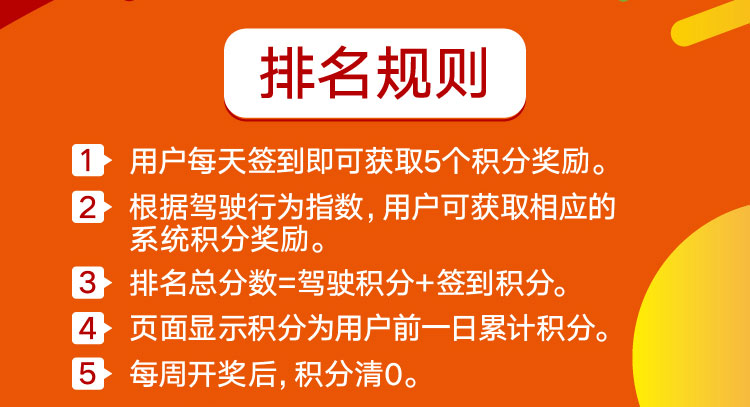 排名规则
1 用户每天签到即可获取5个积分奖励。
2 根据驾驶行为指数,用户可获取相应的
系统积分奖励。
3 排名总分数=驾驶积分+签到积分。
4 页面显示积分为用户前一日累计积分。
5 每周开奖后,积分清0。